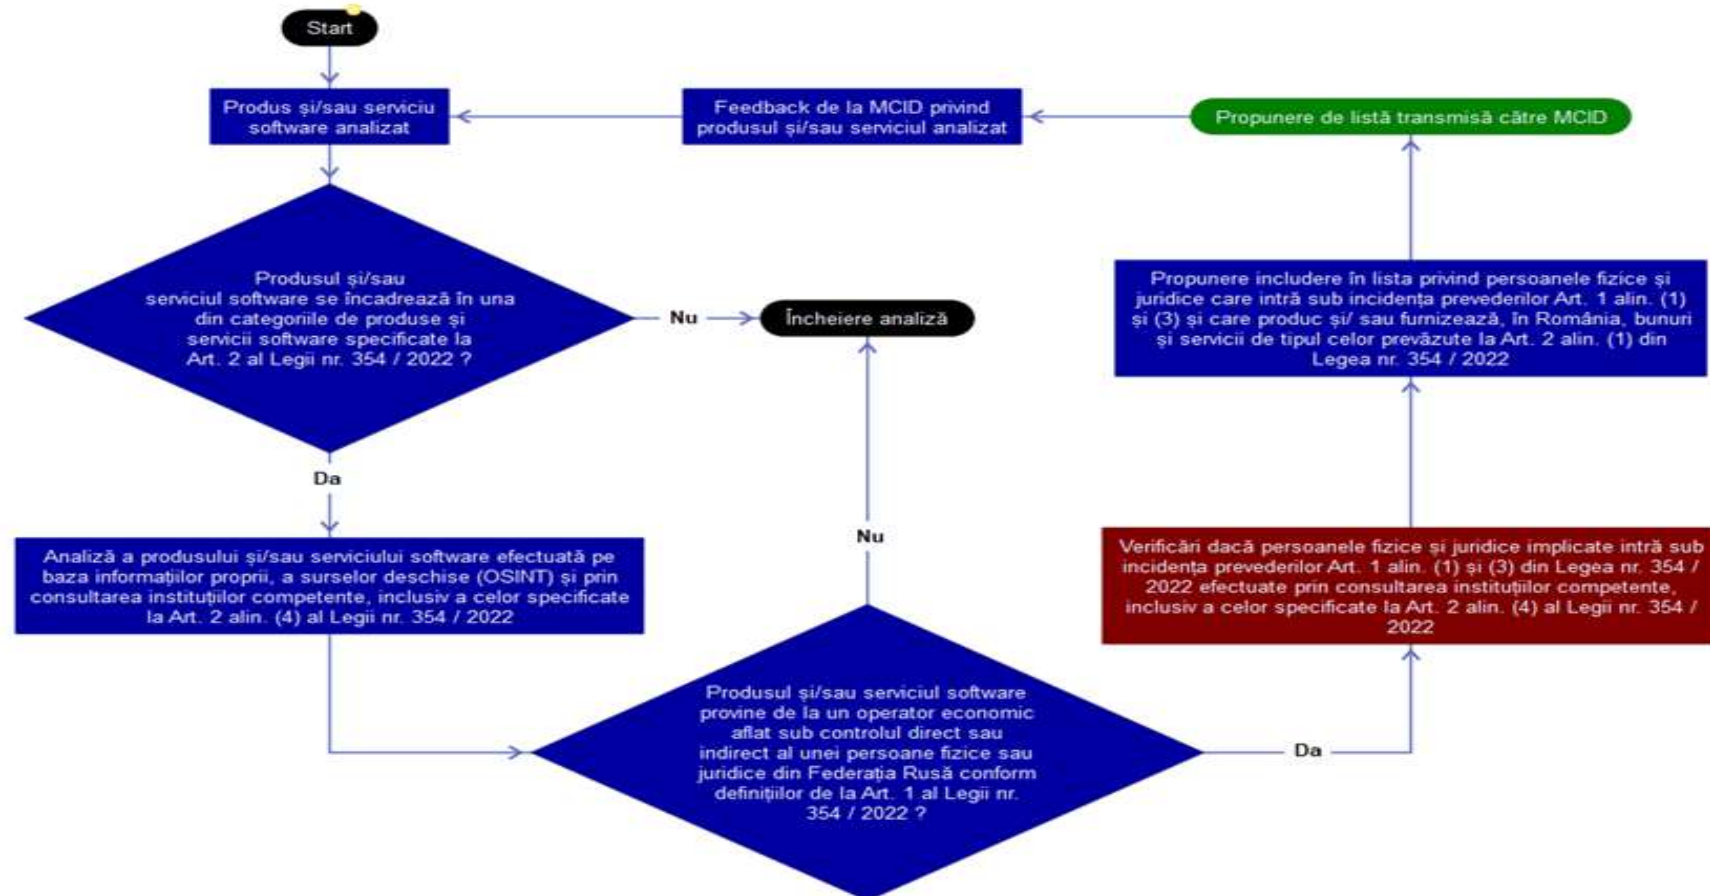 Start
Produs și/sau serviciu
software analizat
Feedback de la MCID privind
produsul și/sau serviciul analizat
Propunere de listă transmisă către MCID
Produsul și/sau
serviciul software se încadrează în una
din categoriile de produse și
servicii software specificate la
Art. 2 al Legii nr. 354 / 2022 ?
Nu
Încheiere analiză
Propunere includere în lista privind persoanele fizice și
juridice care intră sub incidența prevederilor Art. 1 alin. (1)
și (3) și care produc și/ sau furnizează, în România, bunuri
și servicii de tipul celor prevăzute la Art. 2 alin. (1) din
Legea nr. 354 / 2022
Da
Analiză a produsului și/sau serviciului software efectuată pe
baza informațiilor proprii, a surselor deschise (OSINT) și prin
consultarea instituțiilor competente, inclusiv a celor specificate
la Art. 2 alin. (4) al Legii nr. 354 / 2022
Nu
Verificări dacă persoanele fizice și juridice implicate intră sub
incidența prevederilor Art. 1 alin. (1) și (3) din Legea nr. 354 /
2022 efectuate prin consultarea instituțiilor competente,
inclusiv a celor specificate la Art. 2 alin. (4) al Legii nr. 354 /
2022
Produsul și/sau serviciul software
provine de la un operator economic
aflat sub controlul direct sau
indirect al unei persoane fizice sau
juridice din Federația Rusă conform
definițiilor de la Art. 1 al Legii nr.
354 / 2022 ?
Da